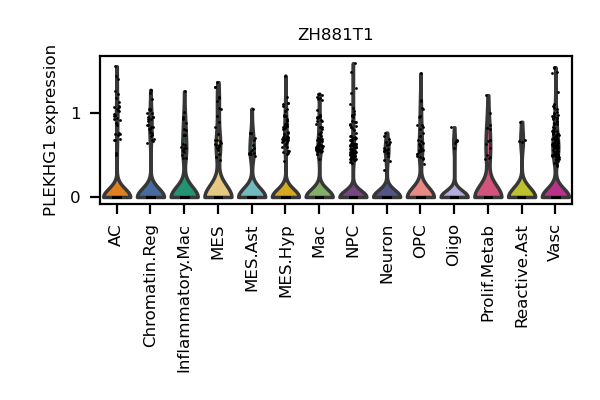 ZH881T1
PLEKHG1 expression
1
0
AC
Chromatin.Reg
Inflammatory.Mac
MES
MES.Ast
MES.Hyp
Mac
NPC
Neuron
OPC
Oligo
Prolif.Metab
Reactive.Ast
Vasc